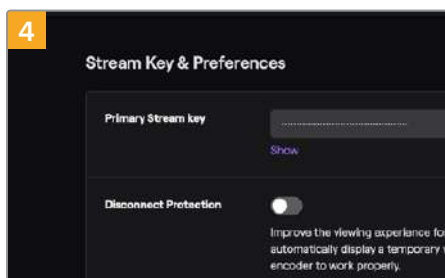 4
Stream Key & Preferences
Primary Stream key
Show
Disconnect Protection
Improve the viewing experience for
automatically display a temporary
encoder to work properly.